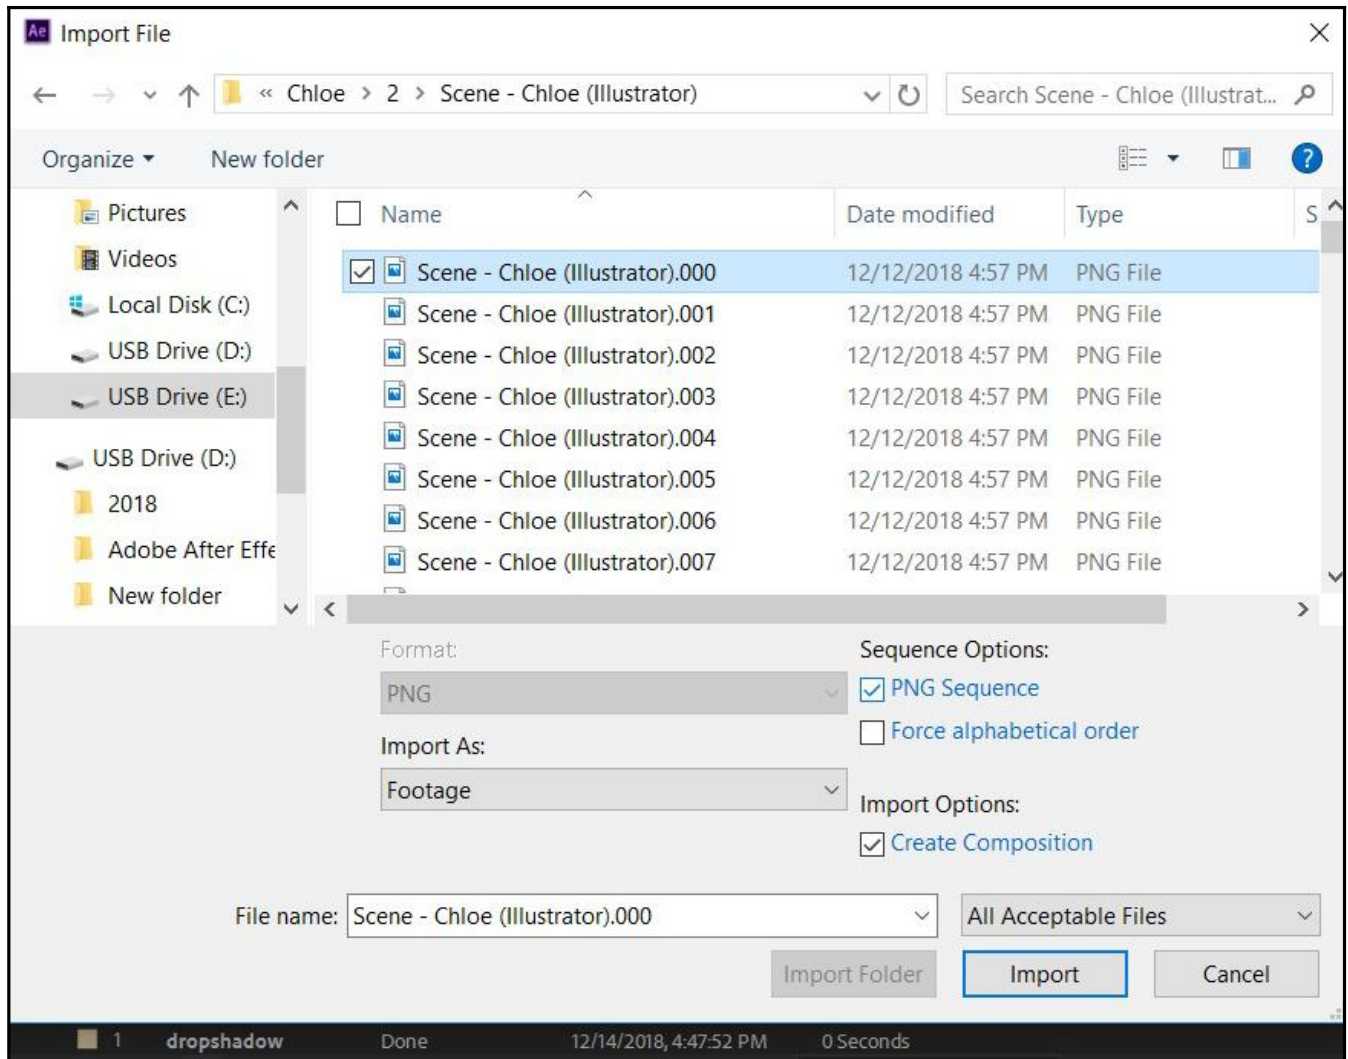 Ae Import File
« Chloe > 2 > Scene - Chloe (Illustrator)
Search Scene - Chloe (Illustrat...
Organize
New folder
?
Pictures
Videos
Local Disk (C:)
USB Drive (D:)
USB Drive (E:)
USB Drive (D:)
2018
Adobe After Effe
New folder
Name Date modified Type S
Scene - Chloe (Illustrator).000 12/12/2018 4:57 PM PNG File
Scene - Chloe (Illustrator).001 12/12/2018 4:57 PM PNG File
Scene - Chloe (Illustrator).002 12/12/2018 4:57 PM PNG File
Scene - Chloe (Illustrator).003 12/12/2018 4:57 PM PNG File
Scene - Chloe (Illustrator).004 12/12/2018 4:57 PM PNG File
Scene - Chloe (Illustrator).005 12/12/2018 4:57 PM PNG File
Scene - Chloe (Illustrator).006 12/12/2018 4:57 PM PNG File
Scene - Chloe (Illustrator).007 12/12/2018 4:57 PM PNG File
Format:
PNG
Import As:
Footage
Sequence Options:
PNG Sequence
Force alphabetical order
Import Options:
Create Composition
File name: Scene - Chloe (Illustrator).000
All Acceptable Files
Import Folder
Import
Cancel
1 dropshadow Done 12/14/2018, 4:47:52 PM 0 Seconds